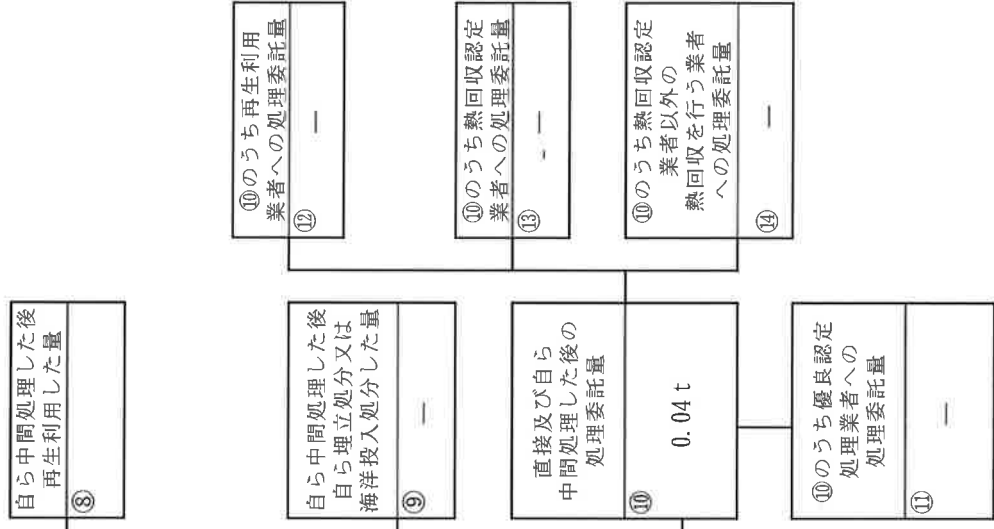 自ら中間処理した後
再生利用した量
⑧
自ら中間処理した後
自ら埋立処分又は
海洋投入処分した量
⑨
—
直接及び自ら
中間処理した後の
処理委託量
⑩
0.04 t
⑩のうち優良認定
処理業者への
処理委託量
⑪
—
⑩のうち再生利用
業者への処理委託量
⑫
—
⑩のうち熱回収認定
業者への処理委託量
⑬
—
⑩のうち熱回収認定
業者以外の
熱回収を行う業者
への処理委託量
⑭
—